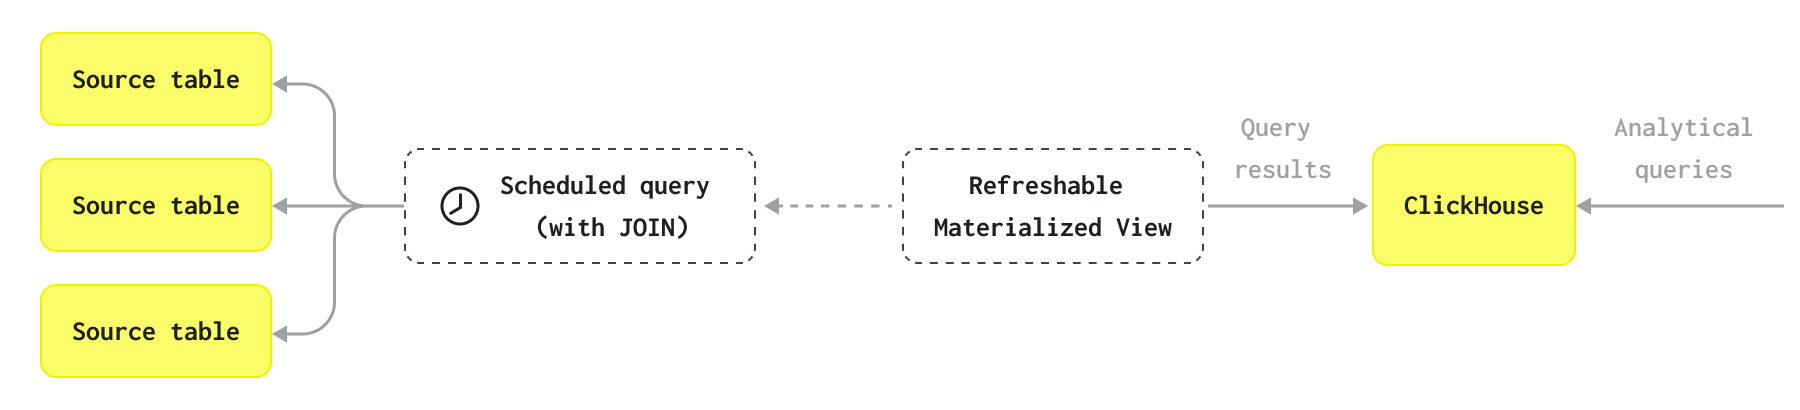 Source table
Source table
Source table
Scheduled query
(with JOIN)
Refreshable
Materialized View
Query
results
ClickHouse
Analytical
queries